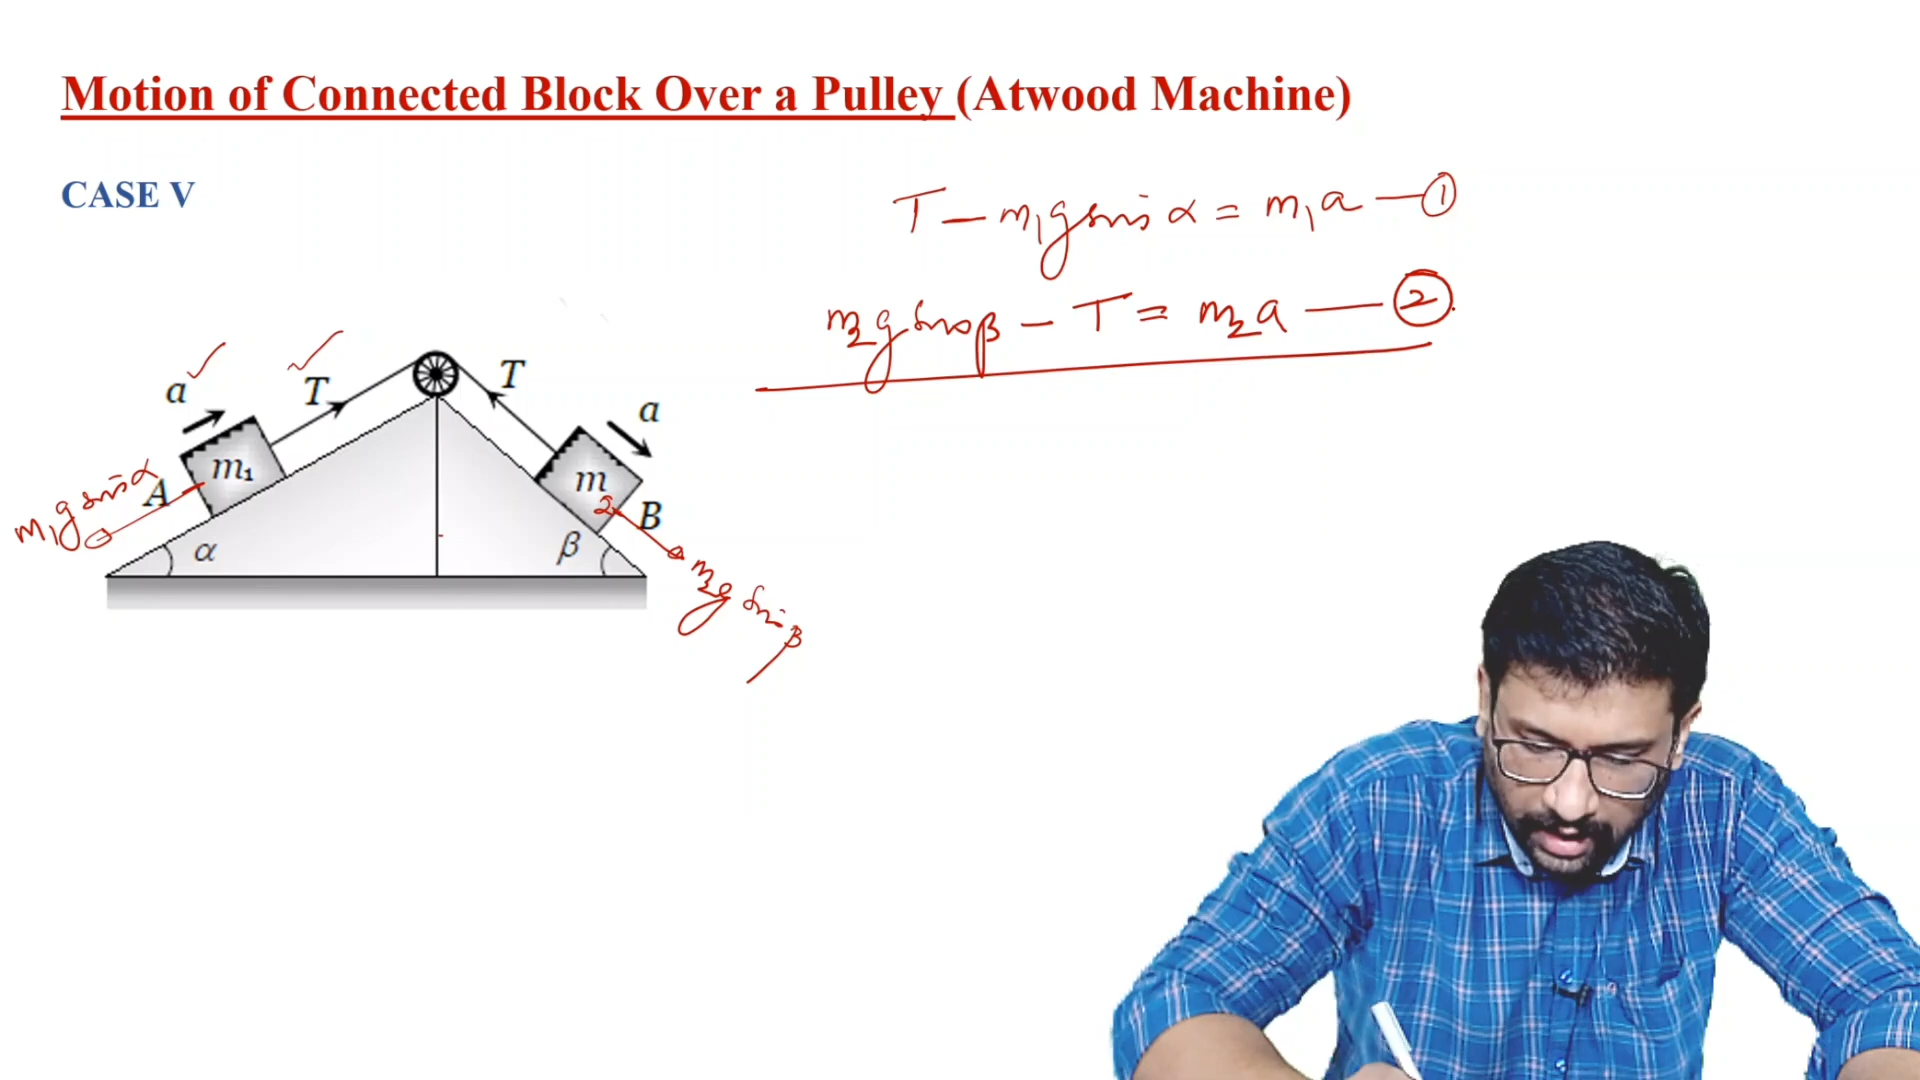 Motion of Connected Block Over a Pulley (Atwood Machine)
CASE V
T - m₁g sin α = m₁a — ①
m₂g sin β - T = m₂a — ②
a
T
T
a
m₁
m
2
A
B
m₁g sin α
α
β
m₂g sin β